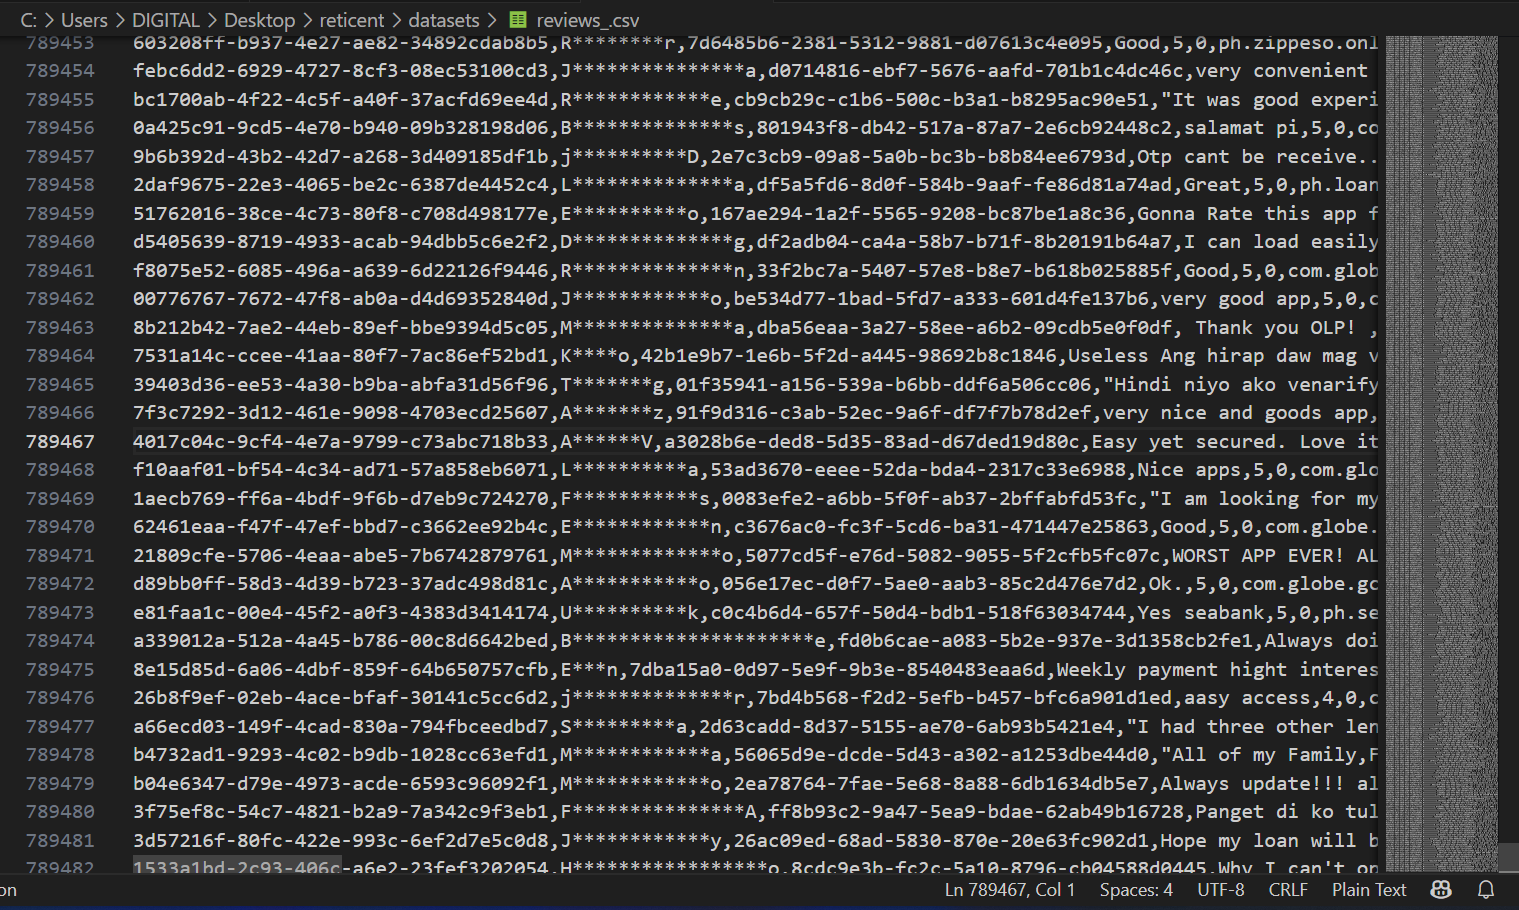 C: > Users > DIGITAL > Desktop > reticent > datasets > reviews_.csv
789453 603208ff-b937-4e27-ae82-34892cdab8b5,R********r,7d6485b6-2381-5312-9881-d07613c4e095,Good,5,0,ph.zippeso.onl
789454 febc6dd2-6929-4727-8cf3-08ec53100cd3,J***************a,d0714816-ebf7-5676-aafd-701b1c4dc46c,very convenient
789455 bc1700ab-4f22-4c5f-a40f-37acfd69ee4d,R************e,cb9cb29c-c1b6-500c-b3a1-b8295ac90e51,"It was good experi
789456 0a425c91-9cd5-4e70-b940-09b328198d06,B**************s,801943f8-db42-517a-87a7-2e6cb92448c2,salamat pi,5,0,co
789457 9b6b392d-43b2-42d7-a268-3d409185df1b,j**********D,2e7c3cb9-09a8-5a0b-bc3b-b8b84ee6793d,Otp cant be receive..
789458 2daf9675-22e3-4065-be2c-6387de4452c4,L**************a,df5a5fd6-8d0f-584b-9aaf-fe86d81a74ad,Great,5,0,ph.loan
789459 51762016-38ce-4c73-80f8-c708d498177e,E**********o,167ae294-1a2f-5565-9208-bc87be1a8c36,Gonna Rate this app f
789460 d5405639-8719-4933-acab-94dbb5c6e2f2,D**************g,df2adb04-ca4a-58b7-b71f-8b20191b64a7,I can load easily
789461 f8075e52-6085-496a-a639-6d22126f9446,R**************n,33f2bc7a-5407-57e8-b8e7-b618b025885f,Good,5,0,com.glob
789462 00776767-7672-47f8-ab0a-d4d69352840d,J************o,be534d77-1bad-5fd7-a333-601d4fe137b6,very good app,5,0,c
789463 8b212b42-7ae2-44eb-89ef-bbe9394d5c05,M**************a,dba56eaa-3a27-58ee-a6b2-09cdb5e0f0df, Thank you OLP! ,
789464 7531a14c-ccee-41aa-80f7-7ac86ef52bd1,K****o,42b1e9b7-1e6b-5f2d-a445-98692b8c1846,Useless Ang hirap daw mag v
789465 39403d36-ee53-4a30-b9ba-abfa31d56f96,T*******g,01f35941-a156-539a-b6bb-ddf6a506cc06,"Hindi niyo ako venarify
789466 7f3c7292-3d12-461e-9098-4703ecd25607,A*******z,91f9d316-c3ab-52ec-9a6f-df7f7b78d2ef,very nice and goods app,
789467 4017c04c-9cf4-4e7a-9799-c73abc718b33,A******V,a3028b6e-ded8-5d35-83ad-d67ded19d80c,Easy yet secured. Love it
789468 f10aaf01-bf54-4c34-ad71-57a858eb6071,L**********a,53ad3670-eeee-52da-bda4-2317c33e6988,Nice apps,5,0,com.glo
789469 1aecb769-ff6a-4bdf-9f6b-d7eb9c724270,F***********s,0083efe2-a6bb-5f0f-ab37-2bffabfd53fc,"I am looking for my
789470 62461eaa-f47f-47ef-bbd7-c3662ee92b4c,E************n,c3676ac0-fc3f-5cd6-ba31-471447e25863,Good,5,0,com.globe.
789471 21809cfe-5706-4eaa-abe5-7b6742879761,M*************o,5077cd5f-e76d-5082-9055-5f2cfb5fc07c,WORST APP EVER! AL
789472 d89bb0ff-58d3-4d39-b723-37adc498d81c,A***********o,056e17ec-d0f7-5ae0-aab3-85c2d476e7d2,Ok.,5,0,com.globe.gc
789473 e81faa1c-00e4-45f2-a0f3-4383d3414174,U**********k,c0c4b6d4-657f-50d4-bdb1-518f63034744,Yes seabank,5,0,ph.se
789474 a339012a-512a-4a45-b786-00c8d6642bed,B*********************e,fd0b6cae-a083-5b2e-937e-3d1358cb2fe1,Always doi
789475 8e15d85d-6a06-4dbf-859f-64b650757cfb,E***n,7dba15a0-0d97-5e9f-9b3e-8540483eaa6d,Weekly payment hight interes
789476 26b8f9ef-02eb-4ace-bfaf-30141c5cc6d2,j**************r,7bd4b568-f2d2-5efb-b457-bfc6a901d1ed,aasy access,4,0,c
789477 a66ecd03-149f-4cad-830a-794fbceedbd7,S*********a,2d63cadd-8d37-5155-ae70-6ab93b5421e4,"I had three other len
789478 b4732ad1-9293-4c02-b9db-1028cc63efd1,M************a,56065d9e-dcde-5d43-a302-a1253dbe44d0,"All of my Family,F
789479 b04e6347-d79e-4973-acde-6593c96092f1,M************o,2ea78764-7fae-5e68-8a88-6db1634db5e7,Always update!!! al
789480 3f75ef8c-54c7-4821-b2a9-7a342c9f3eb1,F***************A,ff8b93c2-9a47-5ea9-bdae-62ab49b16728,Panget di ko tul
789481 3d57216f-80fc-422e-993c-6ef2d7e5c0d8,J************y,26ac09ed-68ad-5830-870e-20e63fc902d1,Hope my loan will b
789482 1533a1bd-2c93-406c-a6e2-23fef3202054,H*****************o,8cdc9e3b-fc2c-5a10-8796-cb04588d0445,Why I can't op
on Ln 789467, Col 1 Spaces: 4 UTF-8 CRLF Plain Text